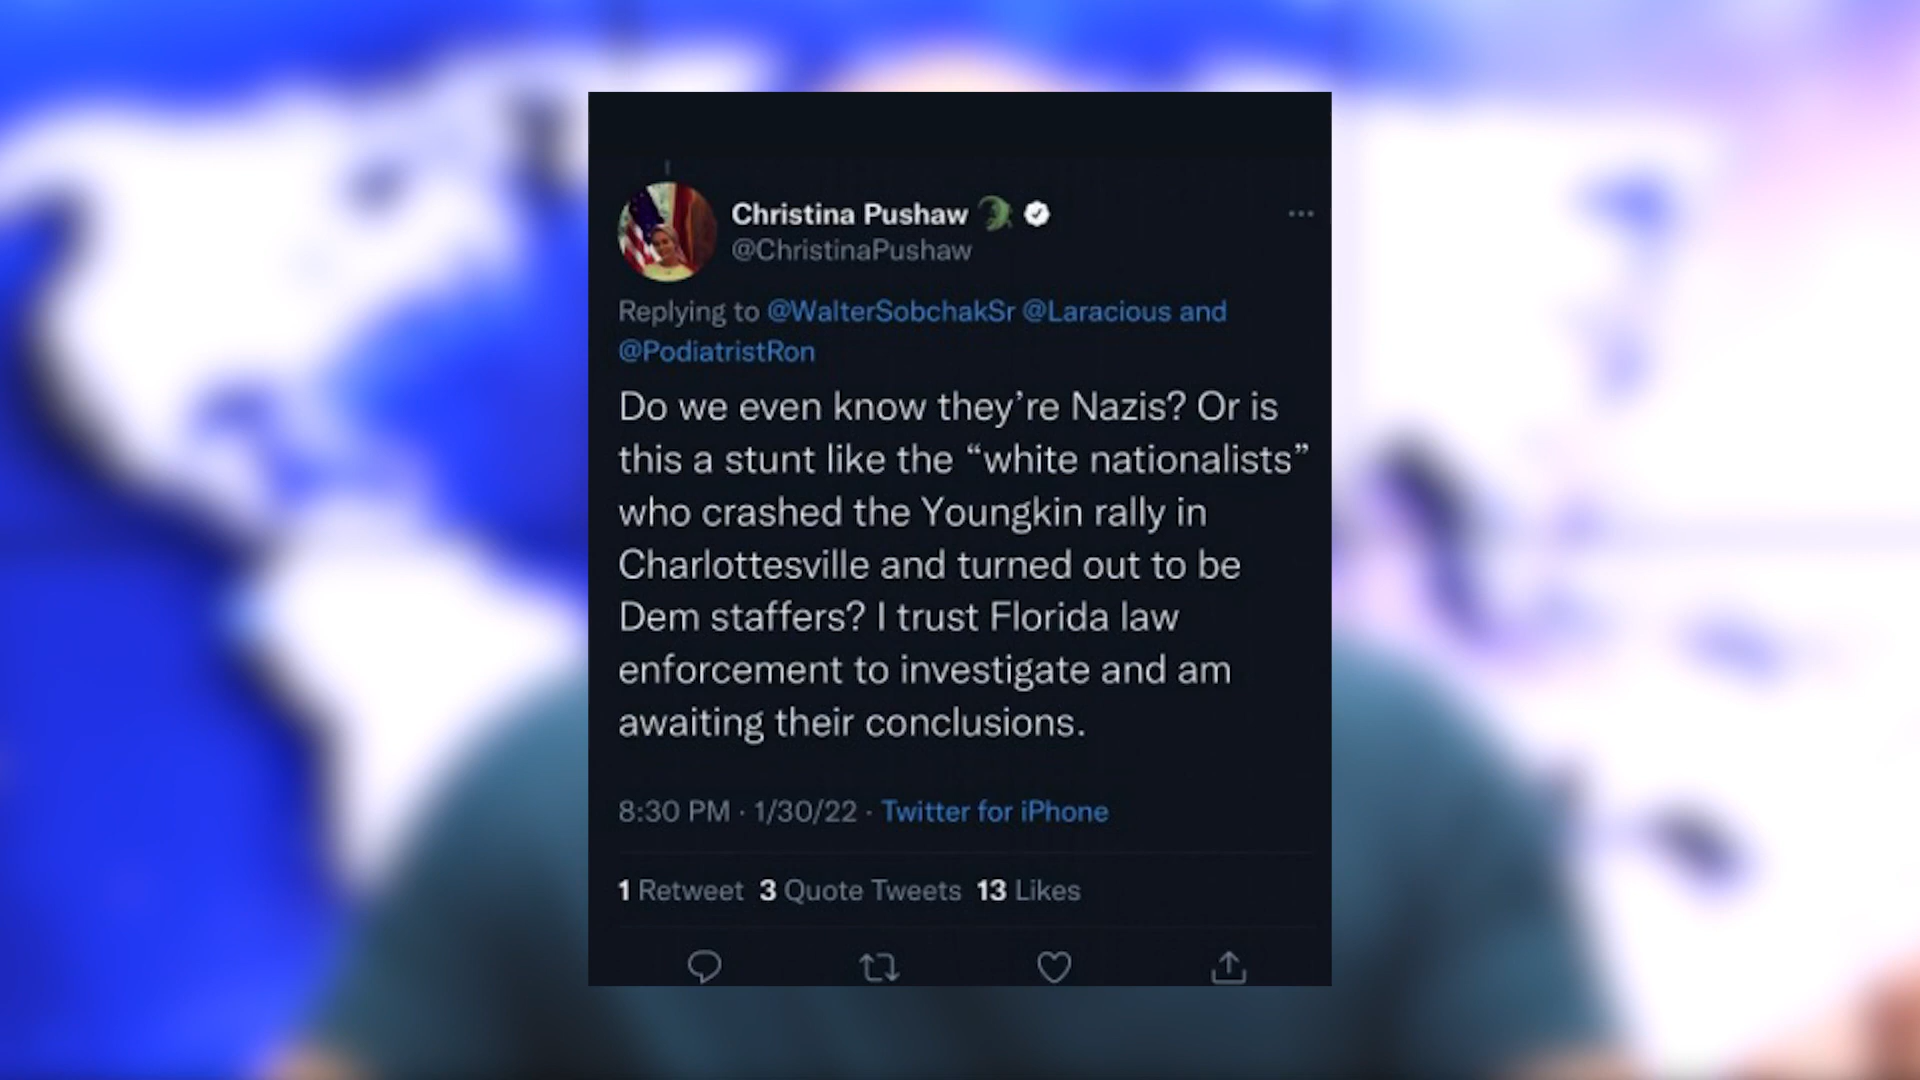 Christina Pushaw
@ChristinaPushaw
Replying to @WalterSobchakSr @Laracious and
@PodiatristRon
Do we even know they’re Nazis? Or is
this a stunt like the “white nationalists”
who crashed the Youngkin rally in
Charlottesville and turned out to be
Dem staffers? I trust Florida law
enforcement to investigate and am
awaiting their conclusions.
8:30 PM · 1/30/22 · Twitter for iPhone
1 Retweet 3 Quote Tweets 13 Likes